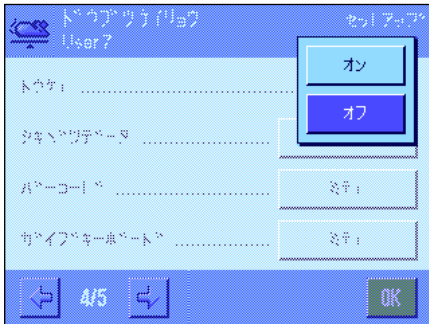 ドウブツケイリョウ
セットアップ
User7
オン
トウケイ
オフ
シキベツデータ
バーコード
ミテイ
ガイブキーボード
ミテイ
4/5
OK